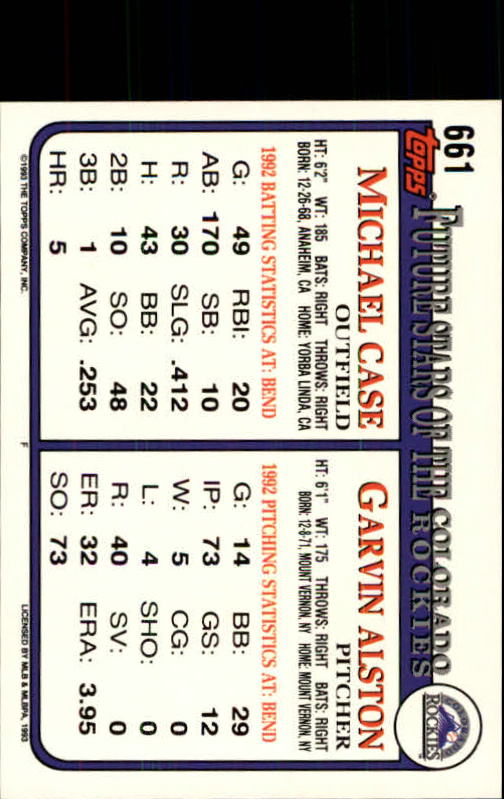 661
TOPPS FUTURE STARS OF THE COLORADO ROCKIES
COLORADO
ROCKIES
MICHAEL CASE
OUTFIELD
HT: 6'2" WT: 185 BATS: RIGHT THROWS: RIGHT
BORN: 12-26-68, ANAHEIM, CA HOME: YORBA LINDA, CA
1992 BATTING STATISTICS AT: BEND
G: 49 RBI: 20
AB: 170 SB: 10
R: 30 SLG: .412
H: 43 BB: 22
2B: 10 SO: 48
3B: 1 AVG: .253
HR: 5
GARVIN ALSTON
PITCHER
HT: 6'1" WT: 175 THROWS: RIGHT BATS: RIGHT
BORN: 12-8-71, MOUNT VERNON, NY HOME: MOUNT VERNON, NY
1992 PITCHING STATISTICS AT: BEND
G: 14 BB: 29
IP: 73 GS: 12
W: 5 CG: 0
L: 4 SHO: 0
R: 40 SV: 0
ER: 32 ERA: 3.95
SO: 73
©1993 THE TOPPS COMPANY, INC.
F
LICENSED BY MLB & MLBPA, 1993